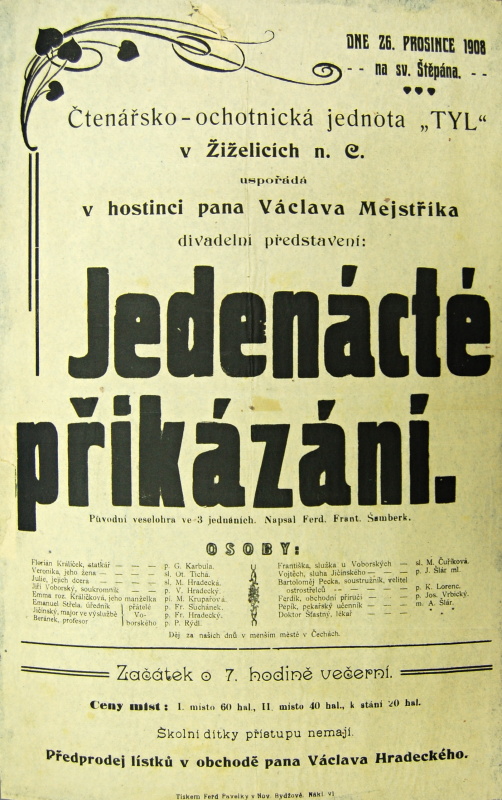 DNE 26. PROSINCE 1908
na sv. Štěpána.
Čtenářsko-ochotnická jednota „TYL“
v Žiželicích n. C.
uspořádá
v hostinci pana Václava Mejstříka
divadelní představení:
Jedenácté
přikázání.
Původní veselohra ve 3 jednáních. Napsal Ferd. Frant. Šamberk.
OSOBY:
Florian Králíček, statkář — — — p. G. Karbula.
Veronika, jeho žena — — — — sl. Ot. Tichá.
Julie, jejich dcera — — — — sl. M. Hradecká.
Jiří Voborský, soukromník — — p. V. Hradecký.
Emma roz. Králíčková, jeho manželka pí. M. Krupařová.
Emanuel Střela, úředník } přátelé p. Fr. Suchánek.
Jičínský, major ve výslužbě } Vo- p. Fr. Hradecký.
Beránek, profesor } borského p. P. Rýdl.
Františka, služka u Voborských — sl. M. Čuříková.
Vojtěch, sluha Jičínského — — — p. J. Šlár ml.
Bartoloměj Pecka, soustružník, velitel
ostrostřelců — — — — — p. K. Lorenc.
Ferdik, obchodní příručí — — — p. Jos. Vrbický.
Pepík, pekařský učenník — — — m. A. Šlár.
Doktor Šťastný, lékař — — — „ „
Děj za našich dnů v menším městě v Čechách.
Začátek o 7. hodině večerní.
Ceny míst: I. místo 60 hal., II. místo 40 hal., k stání 20 hal.
Školní dítky přístupu nemají.
Předprodej lístků v obchodě pana Václava Hradeckého.
Tiskem Ferd Pavelky v Nov. Bydžově. Nákl vl